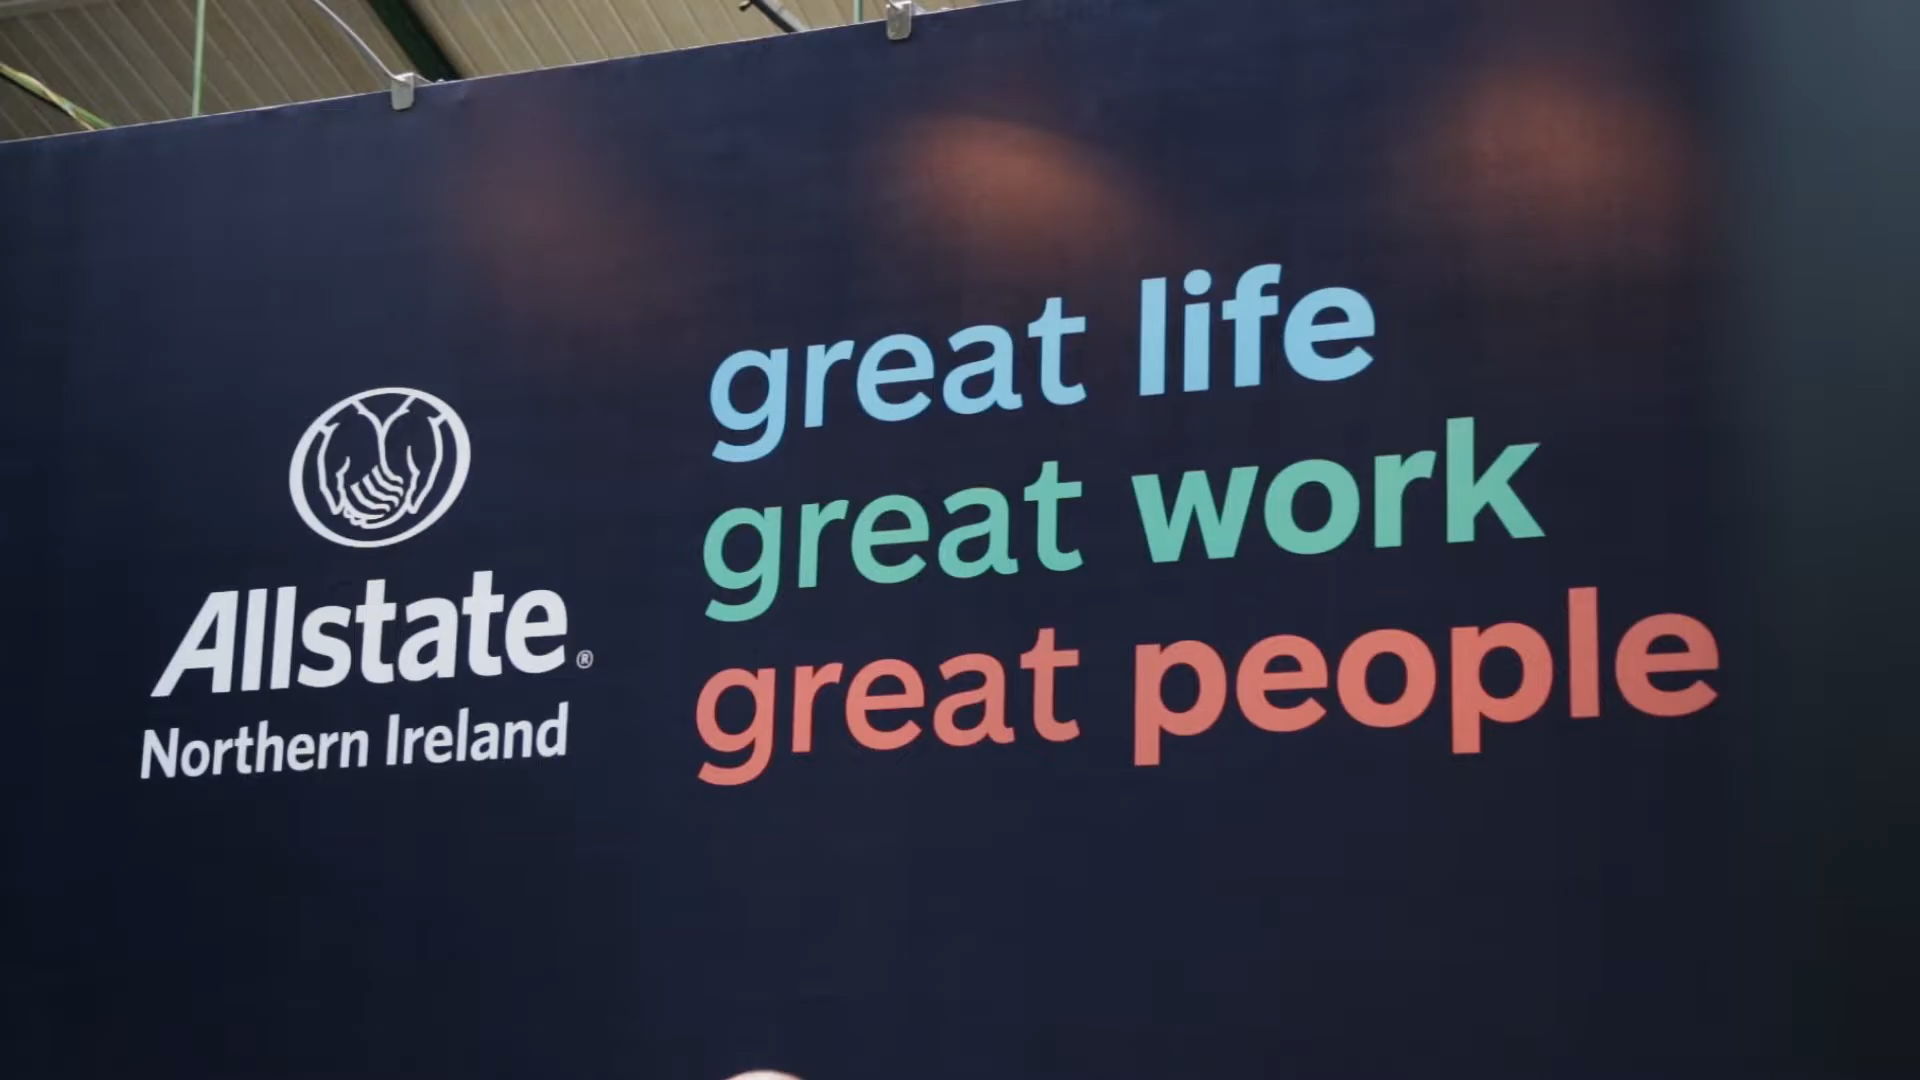 Allstate®
Northern Ireland
great life
great work
great people